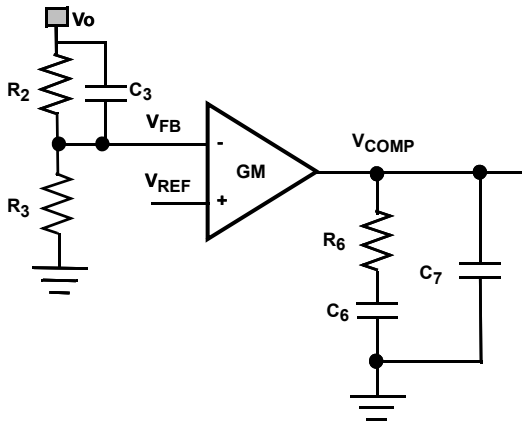 Vo
R2
C3
VFB
VCOMP
-
GM
VREF
+
R3
R6
C7
C6